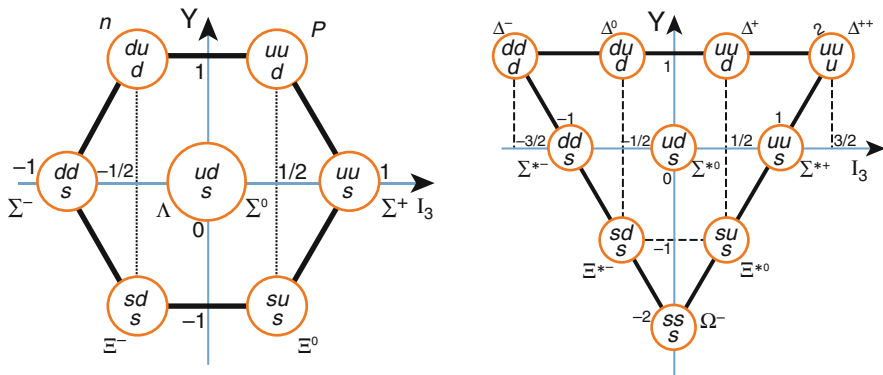 n Y P
du
d
uu
d
1
−1 dd
s
−1/2 ud
s
1/2 uu
s
1
Σ⁻ Λ Σ⁰ Σ⁺ I₃
0
sd
s
−1 su
s
Ξ⁻ Ξ⁰
Δ⁻ Δ⁰ Y Δ⁺ 2 Δ⁺⁺
dd
d
du
d
1
uu
d
uu
u
−1 1
−3/2 dd
s
−1/2 ud
s
1/2 uu
s
3/2
Σ*⁻ 0 Σ*⁰ Σ*⁺ I₃
sd
s
−1 su
s
Ξ*⁻ Ξ*⁰
−2 ss
s
Ω⁻